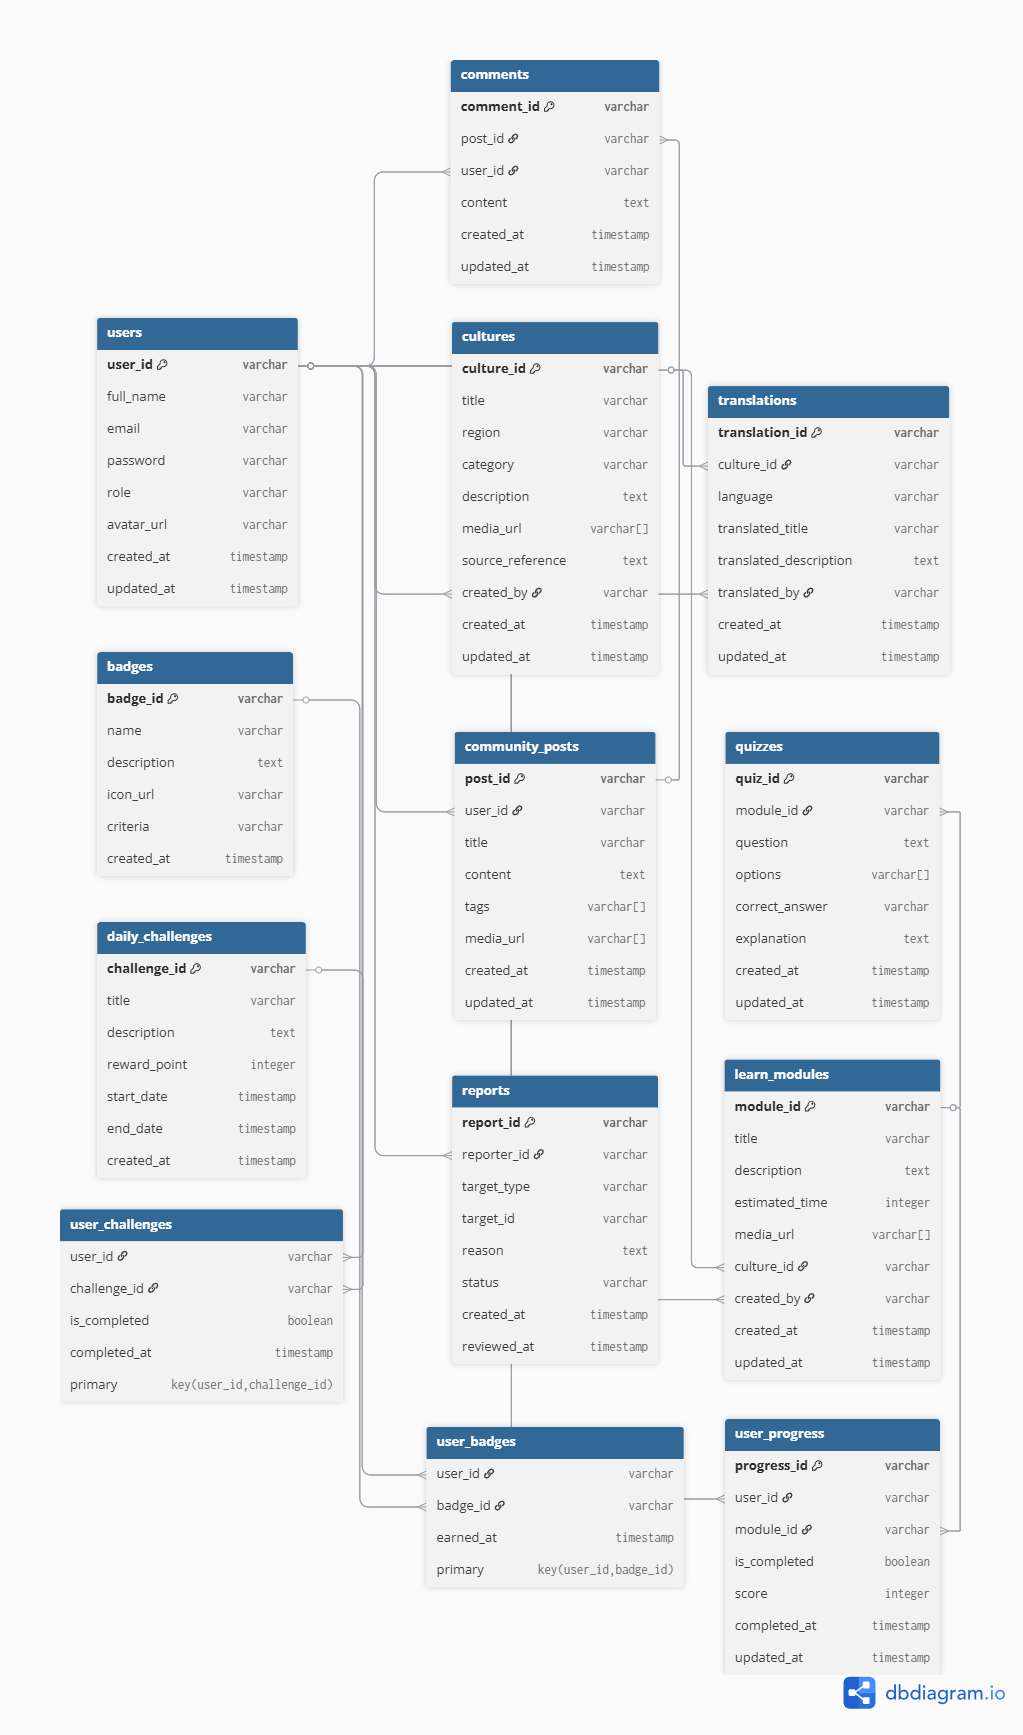 comments
comment_id varchar
post_id varchar
user_id varchar
content text
created_at timestamp
updated_at timestamp
users
user_id varchar
full_name varchar
email varchar
password varchar
role varchar
avatar_url varchar
created_at timestamp
updated_at timestamp
cultures
culture_id varchar
title varchar
region varchar
category varchar
description text
media_url varchar[]
source_reference text
created_by varchar
created_at timestamp
updated_at timestamp
translations
translation_id varchar
culture_id varchar
language varchar
translated_title varchar
translated_description text
translated_by varchar
created_at timestamp
updated_at timestamp
badges
badge_id varchar
name varchar
description text
icon_url varchar
criteria varchar
created_at timestamp
community_posts
post_id varchar
user_id varchar
title varchar
content text
tags varchar[]
media_url varchar[]
created_at timestamp
updated_at timestamp
quizzes
quiz_id varchar
module_id varchar
question text
options varchar[]
correct_answer varchar
explanation text
created_at timestamp
updated_at timestamp
daily_challenges
challenge_id varchar
title varchar
description text
reward_point integer
start_date timestamp
end_date timestamp
created_at timestamp
reports
report_id varchar
reporter_id varchar
target_type varchar
target_id varchar
reason text
status varchar
created_at timestamp
reviewed_at timestamp
learn_modules
module_id varchar
title varchar
description text
estimated_time integer
media_url varchar[]
culture_id varchar
created_by varchar
created_at timestamp
updated_at timestamp
user_challenges
user_id varchar
challenge_id varchar
is_completed boolean
completed_at timestamp
primary key(user_id,challenge_id)
user_badges
user_id varchar
badge_id varchar
earned_at timestamp
primary key(user_id,badge_id)
user_progress
progress_id varchar
user_id varchar
module_id varchar
is_completed boolean
score integer
completed_at timestamp
updated_at timestamp
dbdiagram.io